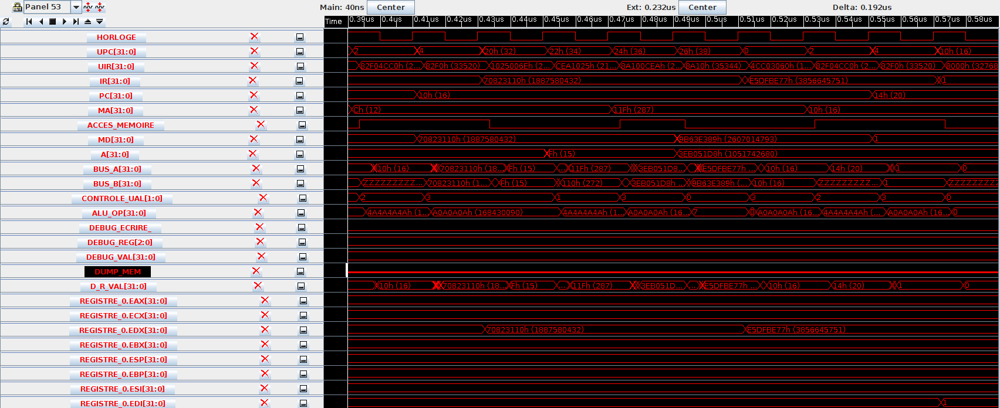 Panel 53 Main: 40ns Center Ext: 0.232us Center Delta: 0.192us
Time 0.39us 0.4us 0.41us 0.42us 0.43us 0.44us 0.45us 0.46us 0.47us 0.48us 0.49us 0.5us 0.51us 0.52us 0.53us 0.54us 0.55us 0.56us 0.57us 0.58us
HORLOGE
UPC[31:0] 2 4 20h (32) 22h (34) 24h (36) 26h (38) 0 2 4 10h (16)
UIR[31:0] 82F04CC0h (2... 82F0h (33520) 1025006Eh (2... CEA1025h (21... 8A100CEAh (2... 8A10h (35344) 4CC03060h (1... 82F04CC0h (2... 82F0h (33520) 8000h (32768
IR[31:0] 70823110h (1887580432) E5DFBE77h (3856645751) 1
PC[31:0] 10h (16) 14h (20)
MA[31:0] Ch (12) 11Fh (287) 10h (16)
ACCES_MEMOIRE
MD[31:0] 70823110h (1887580432) 9B63E389h (2607014793) 1
A[31:0] Fh (15) 3EB051D8h (1051742680)
BUS_A[31:0] 10h (16) 70823110h (18... Fh (15) ... 11Fh (287) 3EB051D8... ... E5DFBE77h ... 10h (16) 14h (20) 1 0
BUS_B[31:0] ZZZZZZZZZ... 70823110h (1... Fh (15) 110h (272) 3EB051D8h ... 9B63E389h (... 10h (16) ZZZZZZZZZ... 1 ZZZZZZZZZ
CONTROLE_UAL[1:0] 2 3 1 3 0 3 2 3 0
ALU_OP[31:0] 4A4A4A4Ah (1... A0A0A0Ah (168430090) 4A4A4A4Ah (1... A0A0A0Ah (16... 7 0 A0A0A0Ah (16... 4A4A4A4Ah (... A0A0A0Ah (16... 0
DEBUG_ECRIRE_
DEBUG_REG[2:0]
DEBUG_VAL[31:0]
DUMP_MEM
D_R_VAL[31:0] 10h (16) 70823110h (18... Fh (15) ... 11Fh (287) 3EB051D... ... E5DFBE77h ... 10h (16) 14h (20) 1 0
REGISTRE_0.EAX[31:0]
REGISTRE_0.ECX[31:0]
REGISTRE_0.EDX[31:0] 70823110h (1887580432) E5DFBE77h (3856645751)
REGISTRE_0.EBX[31:0]
REGISTRE_0.ESP[31:0]
REGISTRE_0.EBP[31:0]
REGISTRE_0.ESI[31:0]
REGISTRE_0.EDI[31:0] 1